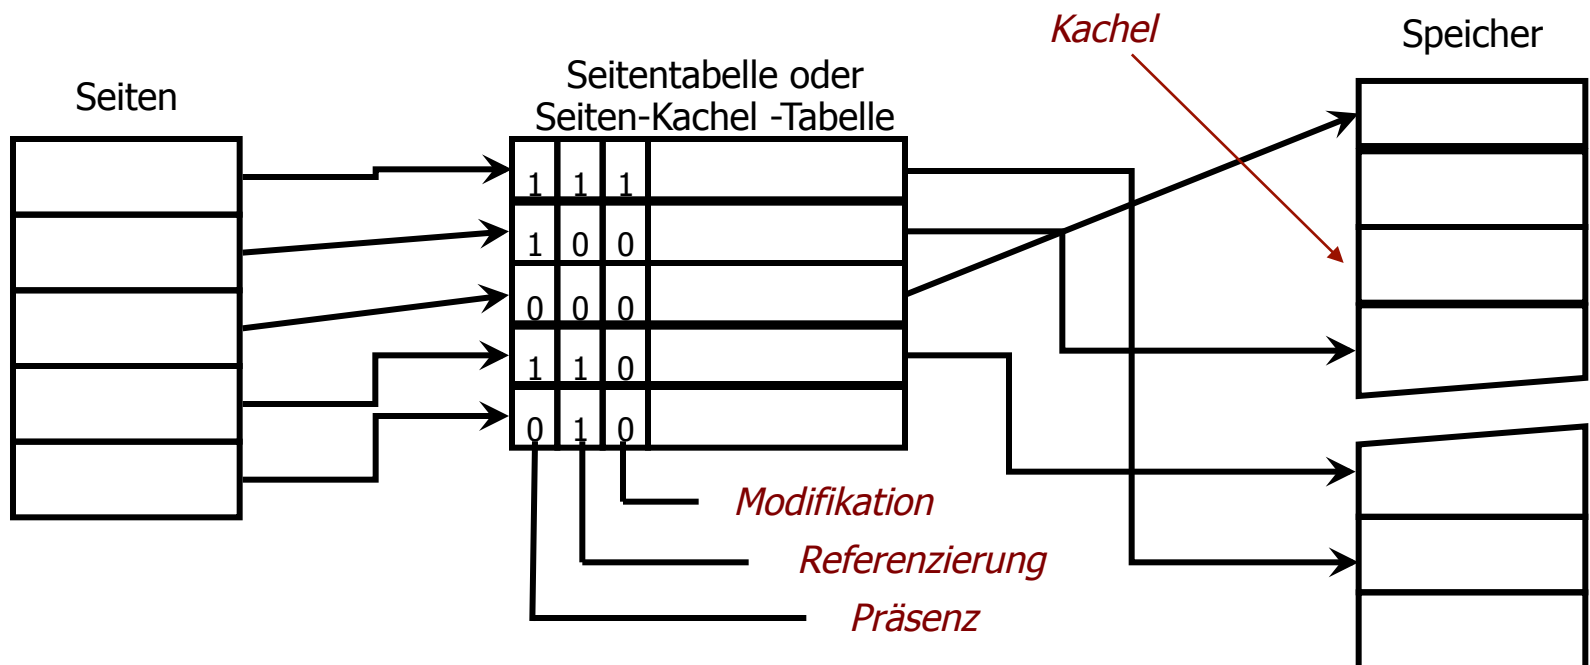 Kachel
Speicher
Seitentabelle oder
Seiten-Kachel -Tabelle
Seiten
1 1 1
1 0 0
0 0 0
1 1 0
0 1 0
Modifikation
Referenzierung
Präsenz